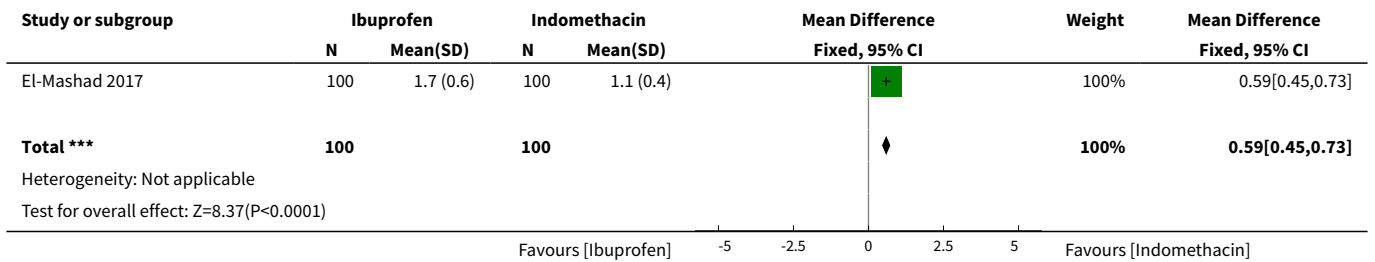 Study or subgroup Ibuprofen Indomethacin Mean Difference Weight Mean Difference
N Mean(SD) N Mean(SD) Fixed, 95% CI Fixed, 95% CI
El-Mashad 2017 100 1.7 (0.6) 100 1.1 (0.4) 100% 0.59[0.45,0.73]
Total *** 100 100 100% 0.59[0.45,0.73]
Heterogeneity: Not applicable
Test for overall effect: Z=8.37(P<0.0001)
Favours [Ibuprofen] -5 -2.5 0 2.5 5 Favours [Indomethacin]